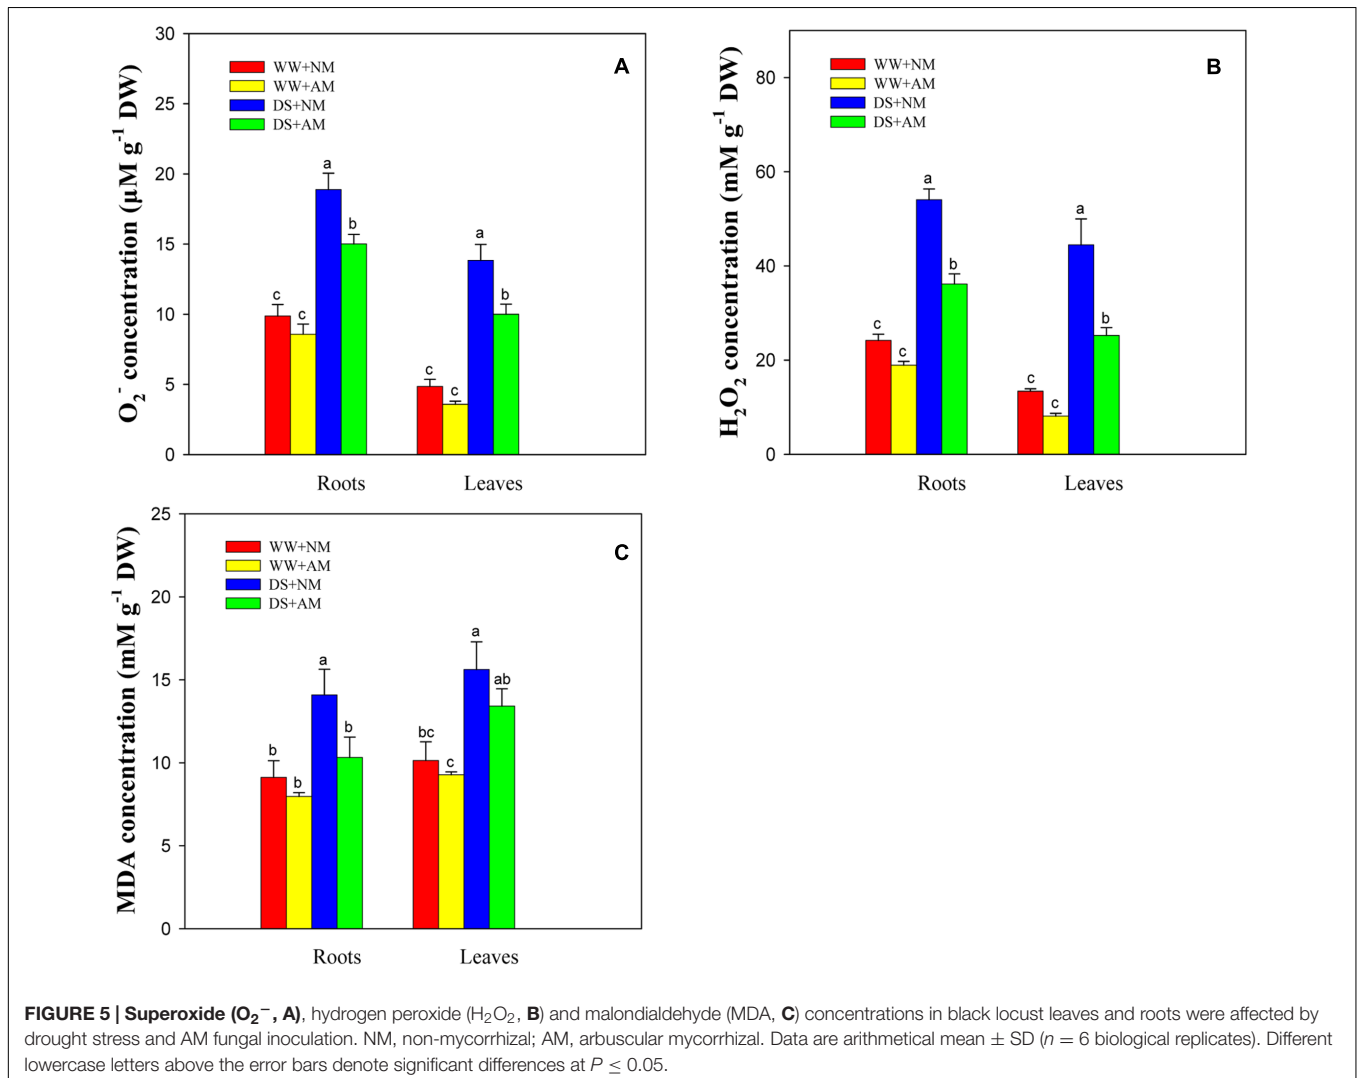 30
25
20
15
10
5
0
O₂⁻ concentration (µM g⁻¹ DW)
WW+NM
WW+AM
DS+NM
DS+AM
A
c
c
a
b
c
c
a
b
Roots
Leaves
80
60
40
20
0
H₂O₂ concentration (mM g⁻¹ DW)
WW+NM
WW+AM
DS+NM
DS+AM
B
c
c
a
b
c
c
a
b
Roots
Leaves
25
20
15
10
5
0
MDA concentration (mM g⁻¹ DW)
WW+NM
WW+AM
DS+NM
DS+AM
C
b
b
a
b
bc
c
a
ab
Roots
Leaves
FIGURE 5 | Superoxide (O₂⁻, A), hydrogen peroxide (H₂O₂, B) and malondialdehyde (MDA, C) concentrations in black locust leaves and roots were affected by
drought stress and AM fungal inoculation. NM, non-mycorrhizal; AM, arbuscular mycorrhizal. Data are arithmetical mean ± SD (n = 6 biological replicates). Different
lowercase letters above the error bars denote significant differences at P ≤ 0.05.